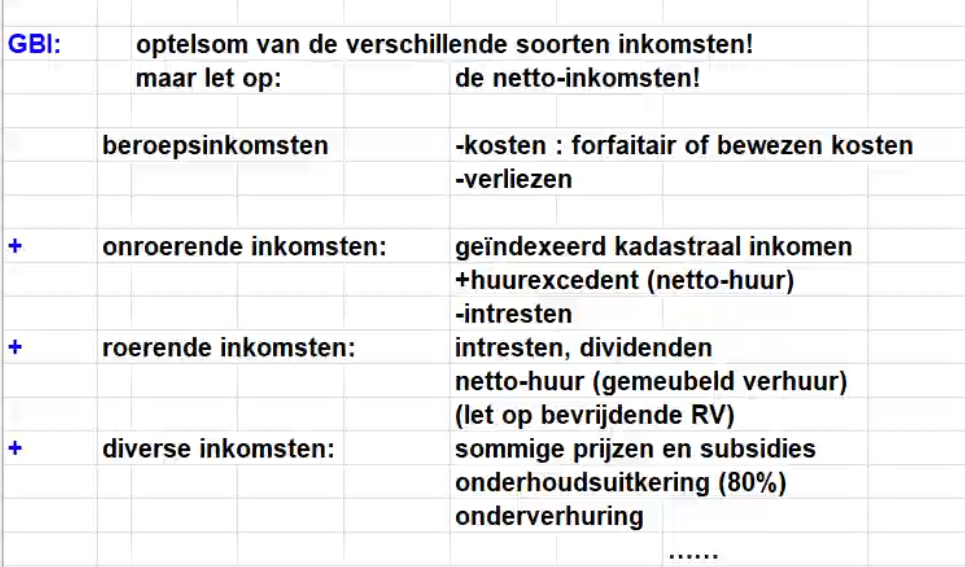 GBI: optelsom van de verschillende soorten inkomsten!
maar let op: de netto-inkomsten!
beroepsinkomsten -kosten : forfaitair of bewezen kosten
-verliezen
+ onroerende inkomsten: geïndexeerd kadastraal inkomen
+huurexcedent (netto-huur)
-intresten
+ roerende inkomsten: intresten, dividenden
netto-huur (gemeubeld verhuur)
(let op bevrijdende RV)
+ diverse inkomsten: sommige prijzen en subsidies
onderhoudsuitkering (80%)
onderverhuring
......